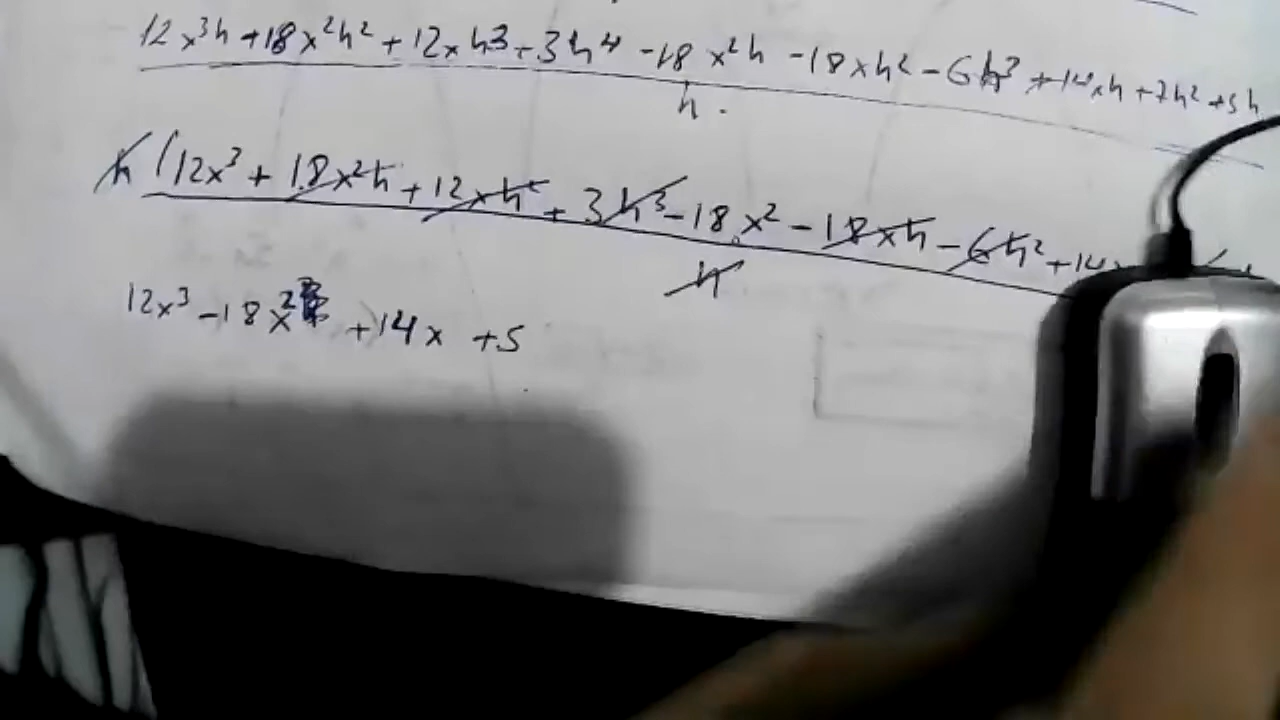 12x³h + 18x²h² + 12xh³ + 3h⁴ - 18x²h - 18xh² - 6h³ + 14xh + 7h² + 5h
h.
h (12x³ + 18x²h + 12xh² + 3h³ - 18x² - 18xh - 6h² + 14
h
12x³ - 18x² + 14x + 5